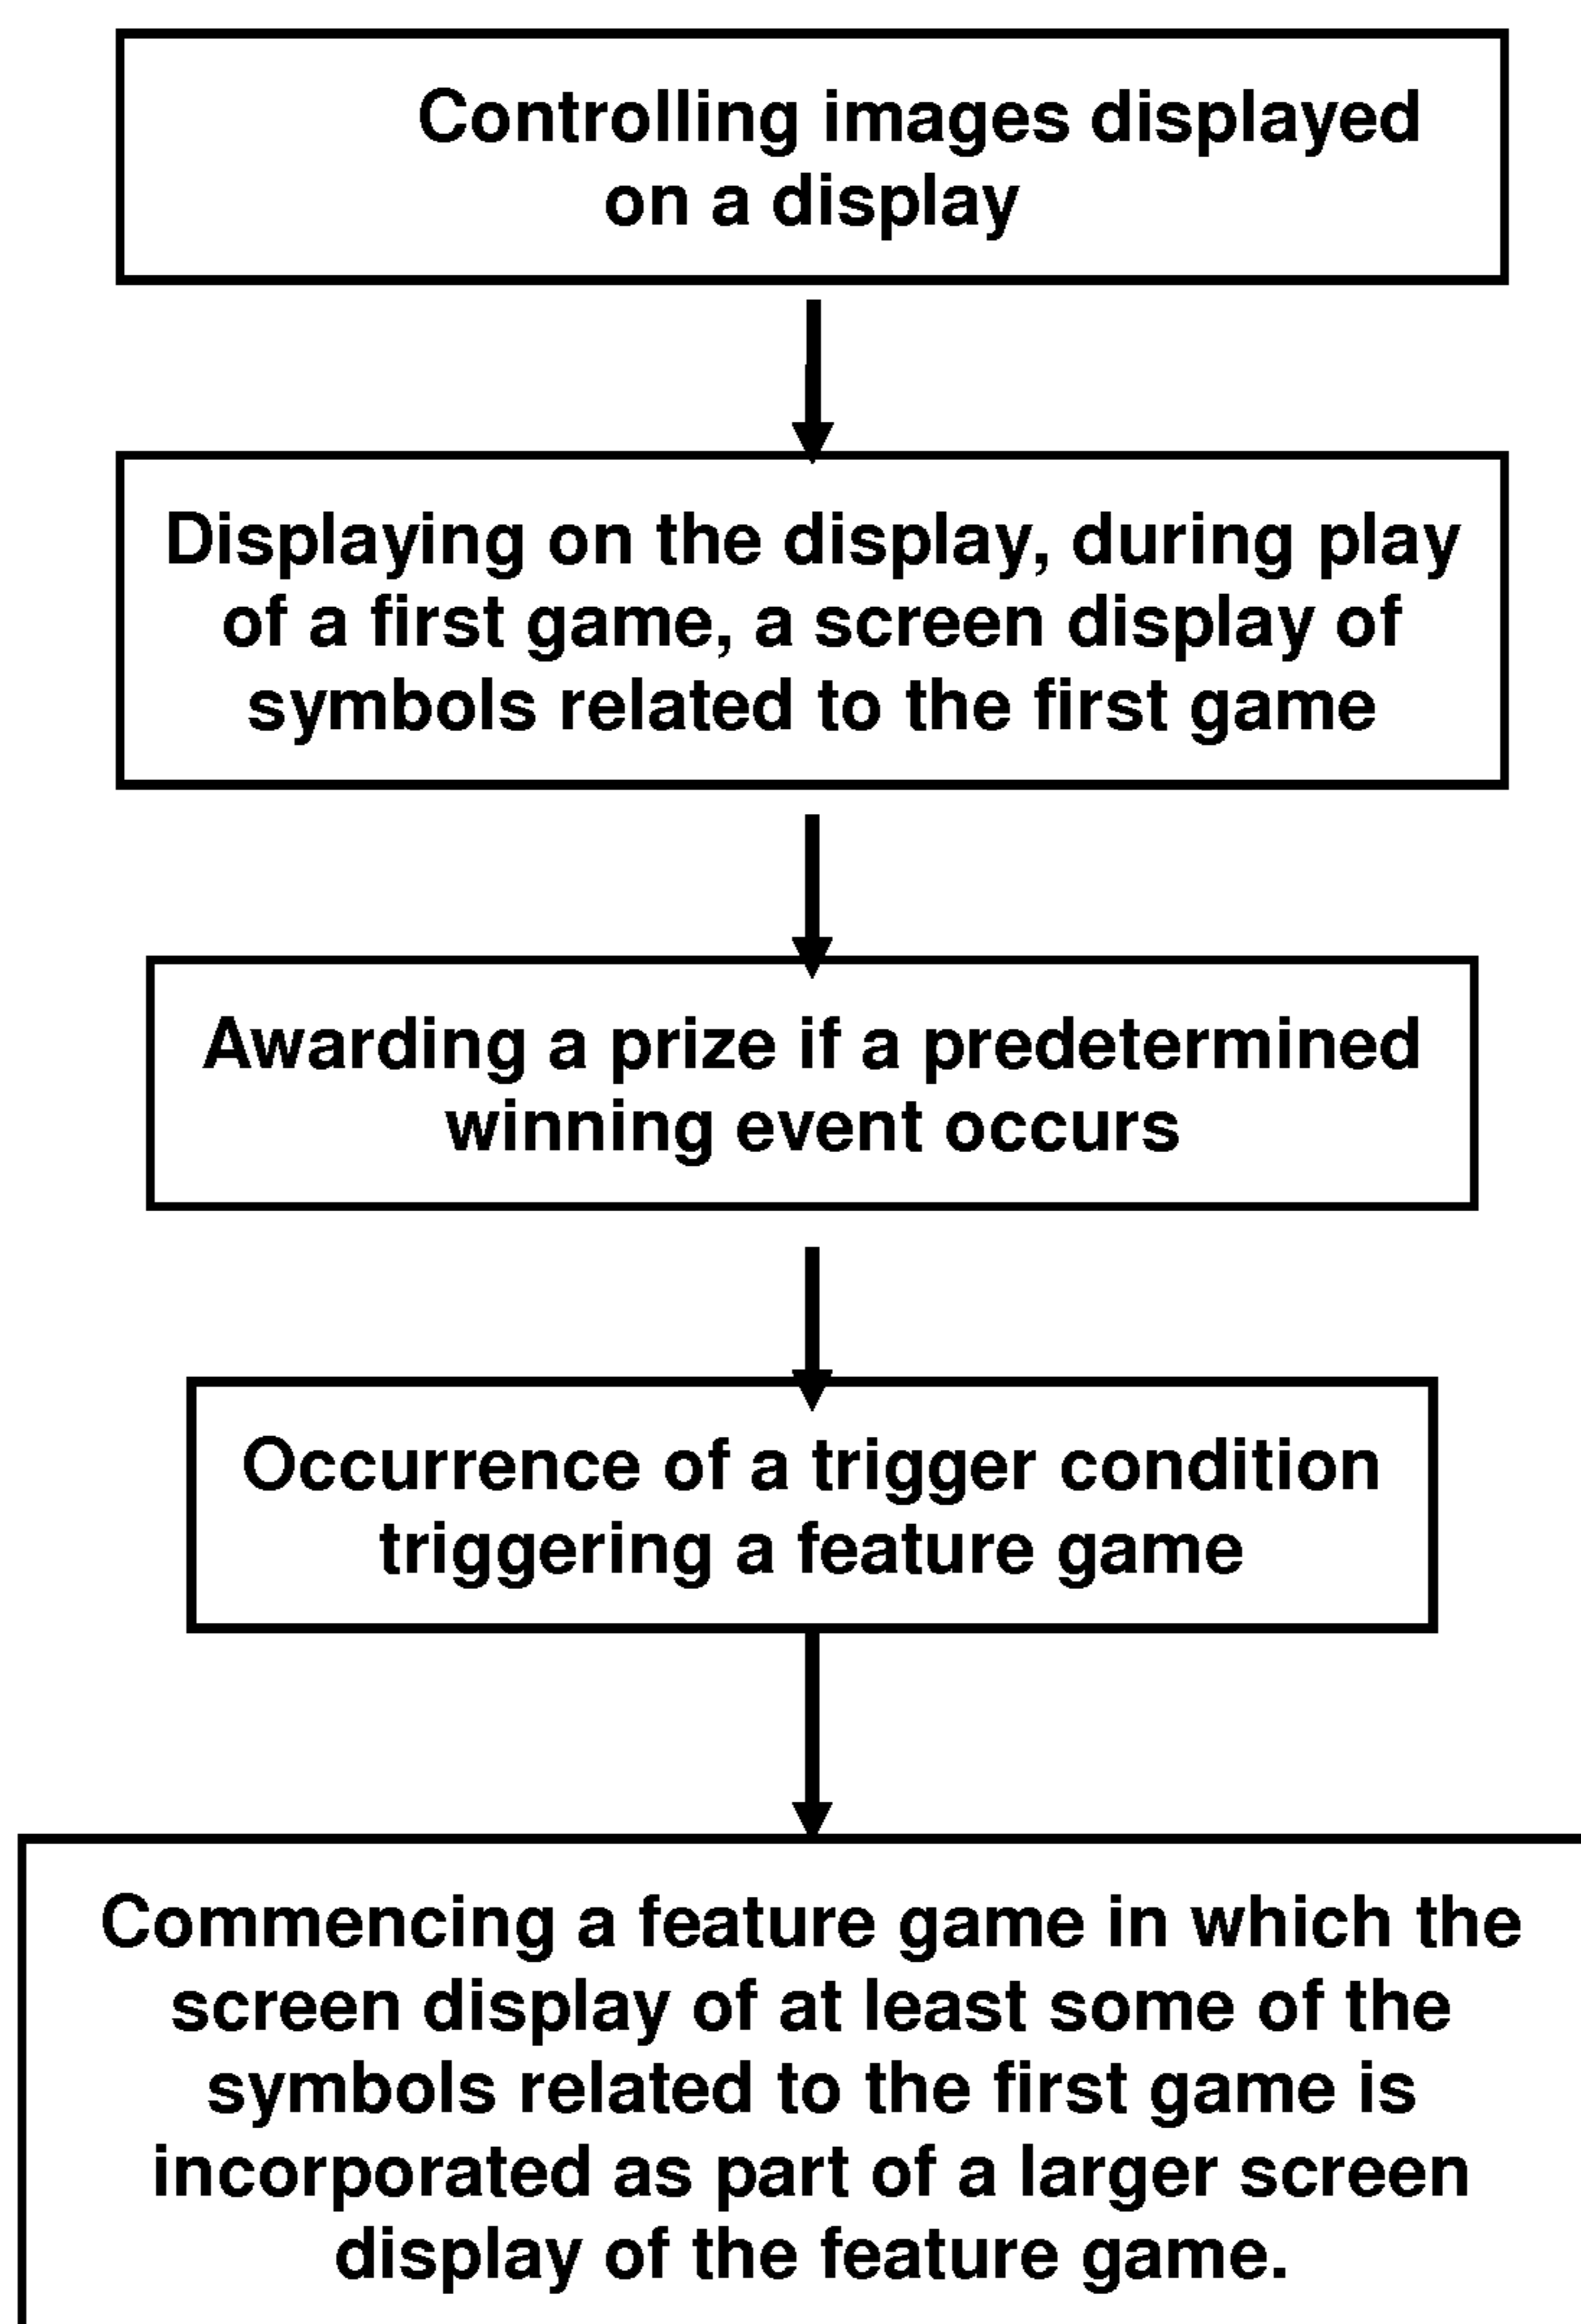 Controlling images displayed
on a display
Displaying on the display, during play
of a first game, a screen display of
symbols related to the first game
Awarding a prize if a predetermined
winning event occurs
Occurrence of a trigger condition
triggering a feature game
Commencing a feature game in which the
screen display of at least some of the
symbols related to the first game is
incorporated as part of a larger screen
display of the feature game.